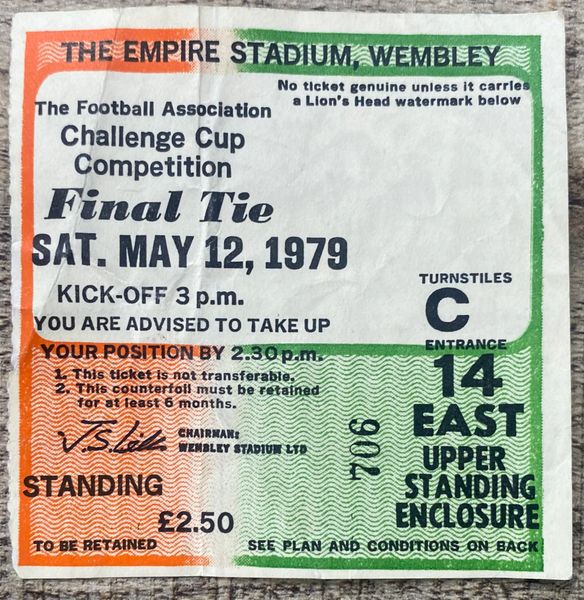 THE EMPIRE STADIUM, WEMBLEY
No ticket genuine unless it carries
a Lion's Head watermark below
The Football Association
Challenge Cup
Competition
Final Tie
SAT. MAY 12, 1979
KICK-OFF 3 p.m.
YOU ARE ADVISED TO TAKE UP
YOUR POSITION BY 2.30 p.m.
1. This ticket is not transferable.
2. This counterfoil must be retained
for at least 6 months.
CHAIRMAN:
WEMBLEY STADIUM LTD
STANDING
£2.50
TO BE RETAINED
TURNSTILES
C
ENTRANCE
14
EAST
UPPER
STANDING
ENCLOSURE
706
SEE PLAN AND CONDITIONS ON BACK